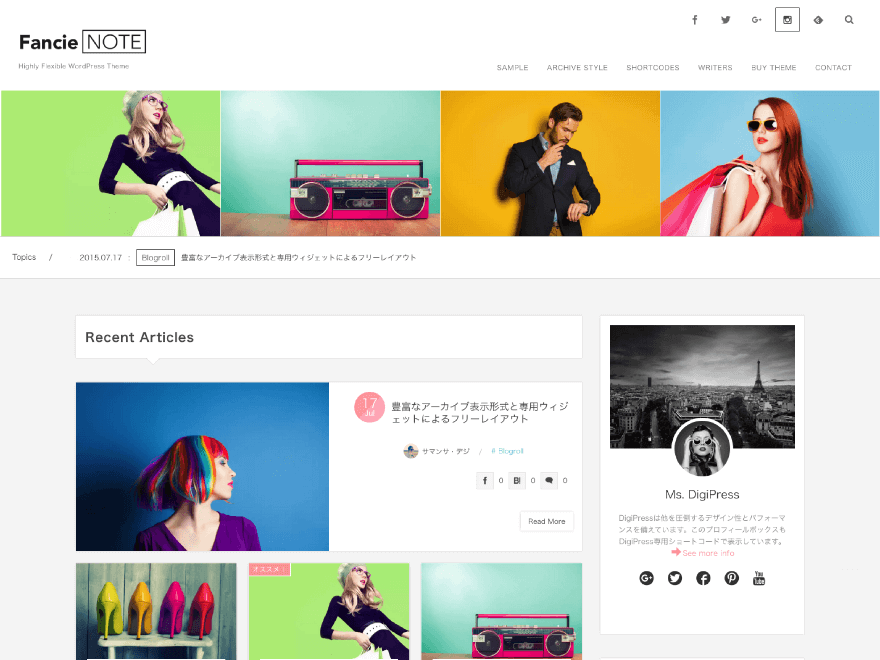 Fancie NOTE
Highly Flexible WordPress Theme
SAMPLE ARCHIVE STYLE SHORTCODES WRITERS BUY THEME CONTACT
Topics / 2015.07.17 : Blogroll 豊富なアーカイブ表示形式と専用ウィジェットによるフリーレイアウト
Recent Articles
17
Jul
豊富なアーカイブ表示形式と専用ウィジ
ェットによるフリーレイアウト
サマンサ・デジ / # Blogroll
0 B! 0 0
Read More
オススメ!
Ms. DigiPress
DigiPressは他を圧倒するデザイン性とパフォーマ
ンスを備えています。このプロフィールボックスも
DigiPress専用ショートコードで表示しています。
See more info
You
Tube